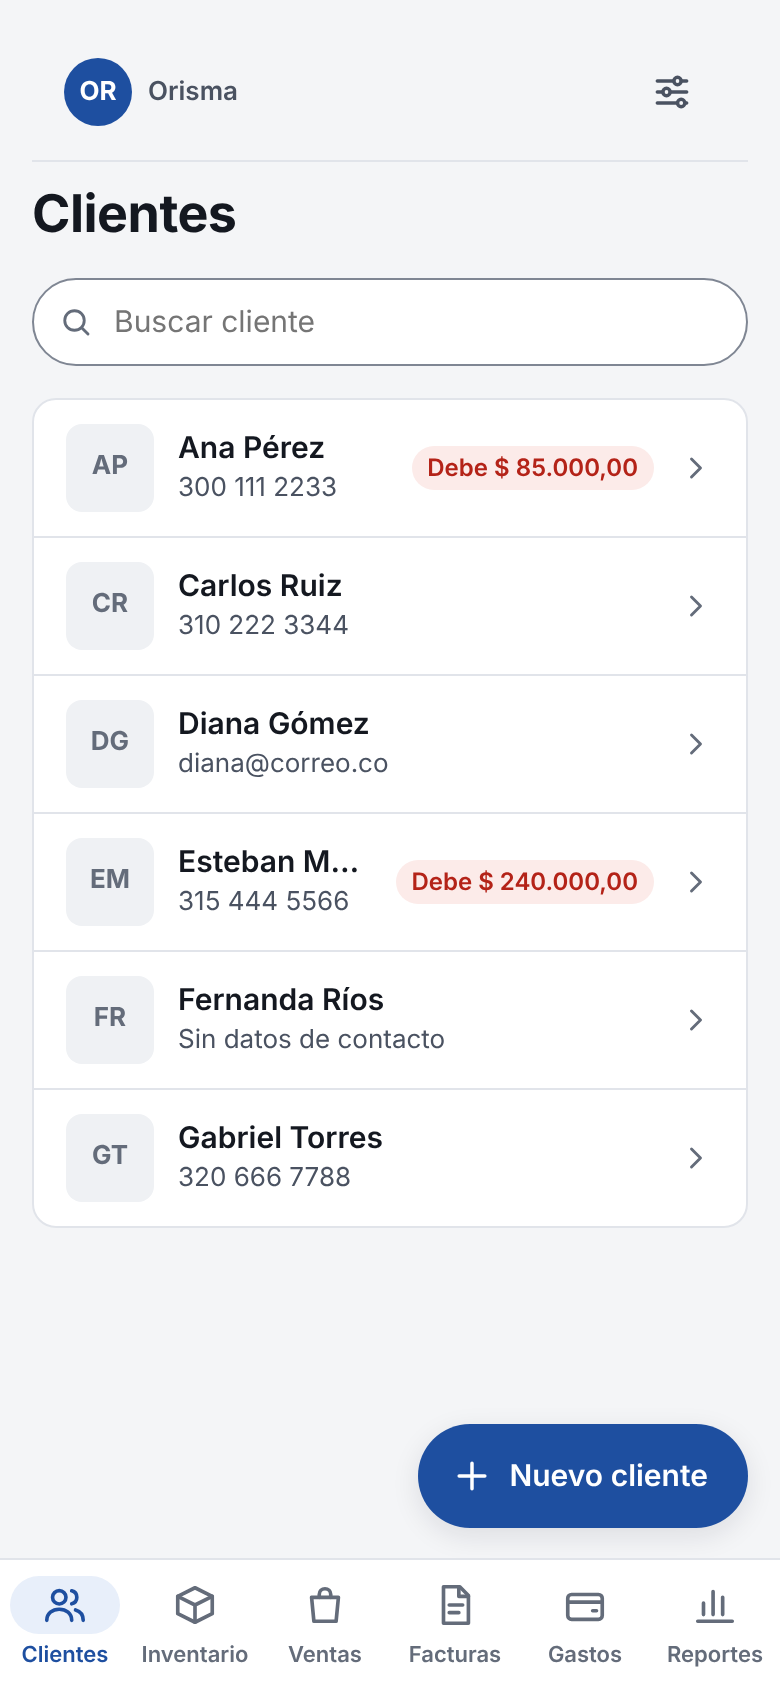 OR Orisma
Clientes
Buscar cliente
AP
Ana Pérez
300 111 2233
Debe $ 85.000,00
CR
Carlos Ruiz
310 222 3344
DG
Diana Gómez
diana@correo.co
EM
Esteban M...
315 444 5566
Debe $ 240.000,00
FR
Fernanda Ríos
Sin datos de contacto
GT
Gabriel Torres
320 666 7788
Nuevo cliente
Clientes Inventario Ventas Facturas Gastos Reportes